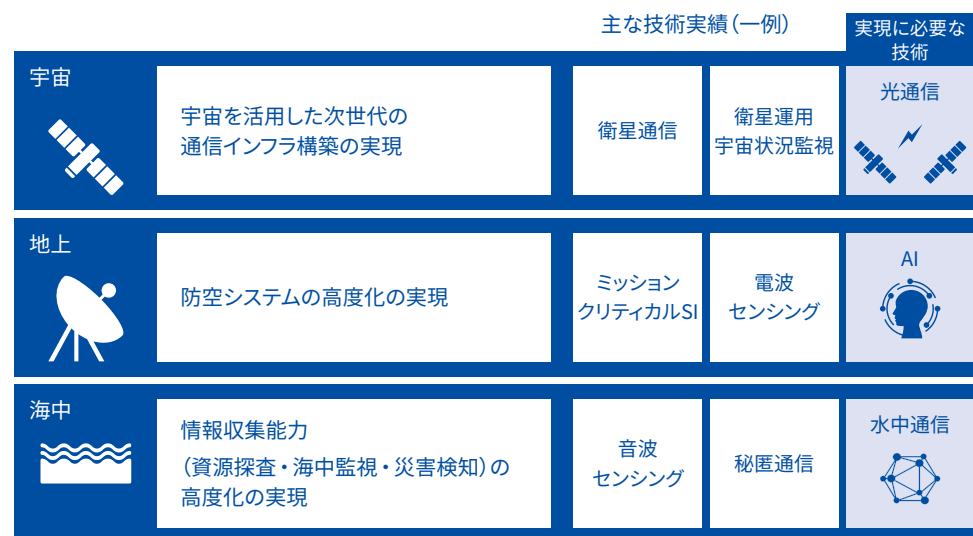 主な技術実績（一例）
実現に必要な
技術
宇宙
宇宙を活用した次世代の
通信インフラ構築の実現
衛星通信
衛星運用
宇宙状況監視
光通信
地上
防空システムの高度化の実現
ミッション
クリティカルSI
電波
センシング
AI
海中
情報収集能力
（資源探査・海中監視・災害検知）の
高度化の実現
音波
センシング
秘匿通信
水中通信